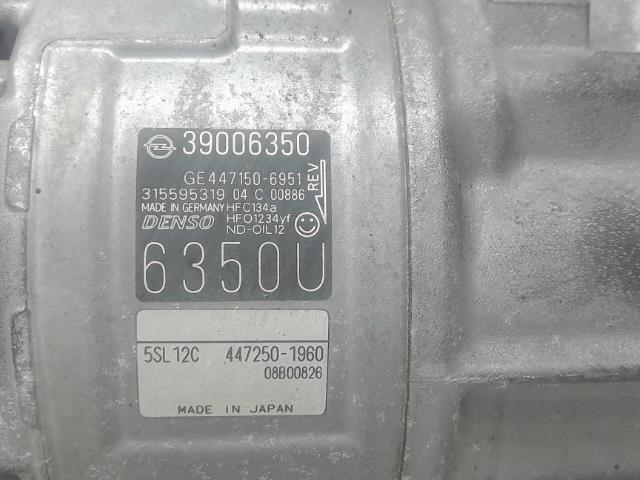 39006350
GE447150-6951
REV
315595319 04 C 00886
MADE IN GERMANY HFC134a
DENSO HFO1234yf
ND-OIL12
6350U
5SL12C 447250-1960
08B00826
MADE IN JAPAN